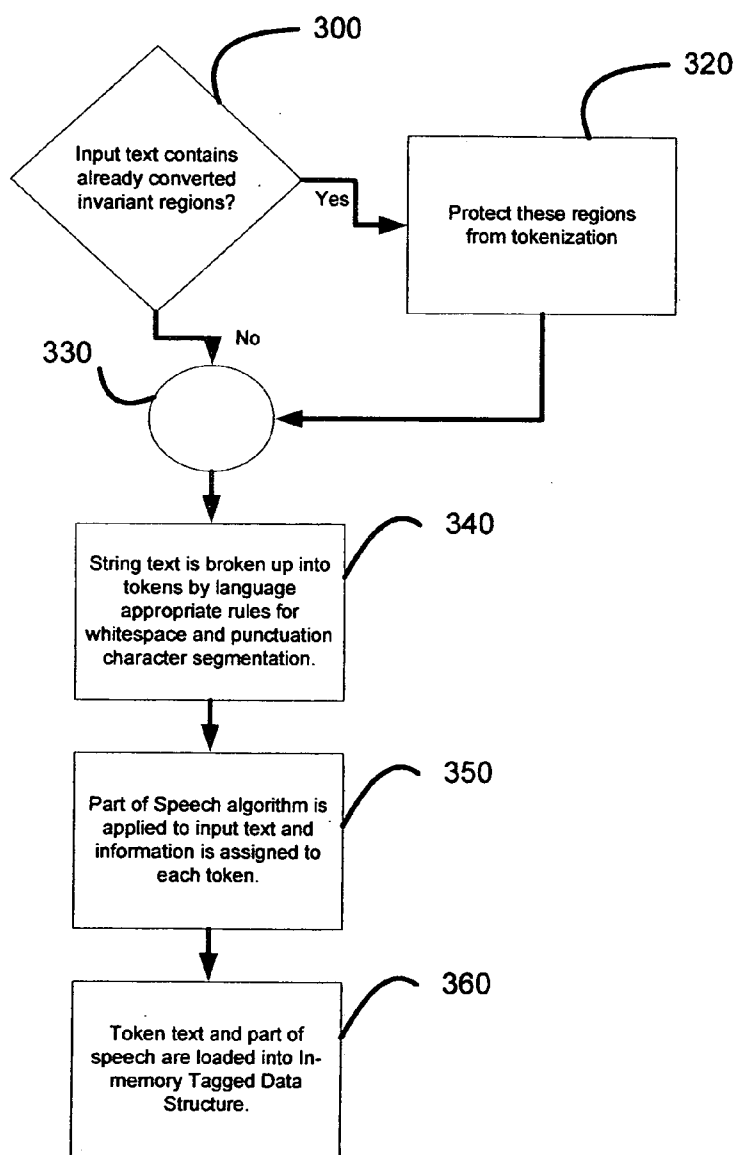 300
320
Input text contains
already converted
invariant regions?
Yes
Protect these regions
from tokenization
No
330
340
String text is broken up into
tokens by language
appropriate rules for
whitespace and punctuation
character segmentation.
350
Part of Speech algorithm is
applied to input text and
information is assigned to
each token.
360
Token text and part of
speech are loaded into In-
memory Tagged Data
Structure.